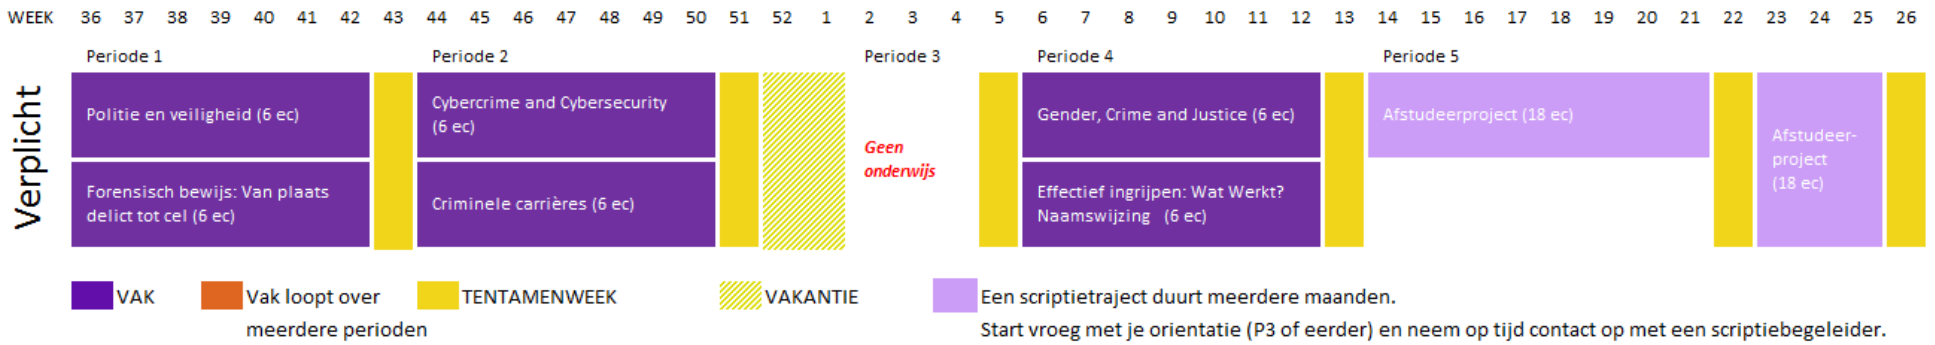 WEEK 36 37 38 39 40 41 42 43 44 45 46 47 48 49 50 51 52 1 2 3 4 5 6 7 8 9 10 11 12 13 14 15 16 17 18 19 20 21 22 23 24 25 26
Periode 1 Periode 2 Periode 3 Periode 4 Periode 5
Verplicht
Politie en veiligheid (6 ec)
Forensisch bewijs: Van plaats
delict tot cel (6 ec)
Cybercrime and Cybersecurity
(6 ec)
Criminele carrières (6 ec)
Geen
onderwijs
Gender, Crime and Justice (6 ec)
Effectief ingrijpen: Wat Werkt?
Naamswijzing (6 ec)
Afstudeerproject (18 ec)
Afstudeer-
project
(18 ec)
VAK
Vak loopt over
meerdere perioden
TENTAMENWEEK
VAKANTIE
Een scriptietraject duurt meerdere maanden.
Start vroeg met je orientatie (P3 of eerder) en neem op tijd contact op met een scriptiebegeleider.